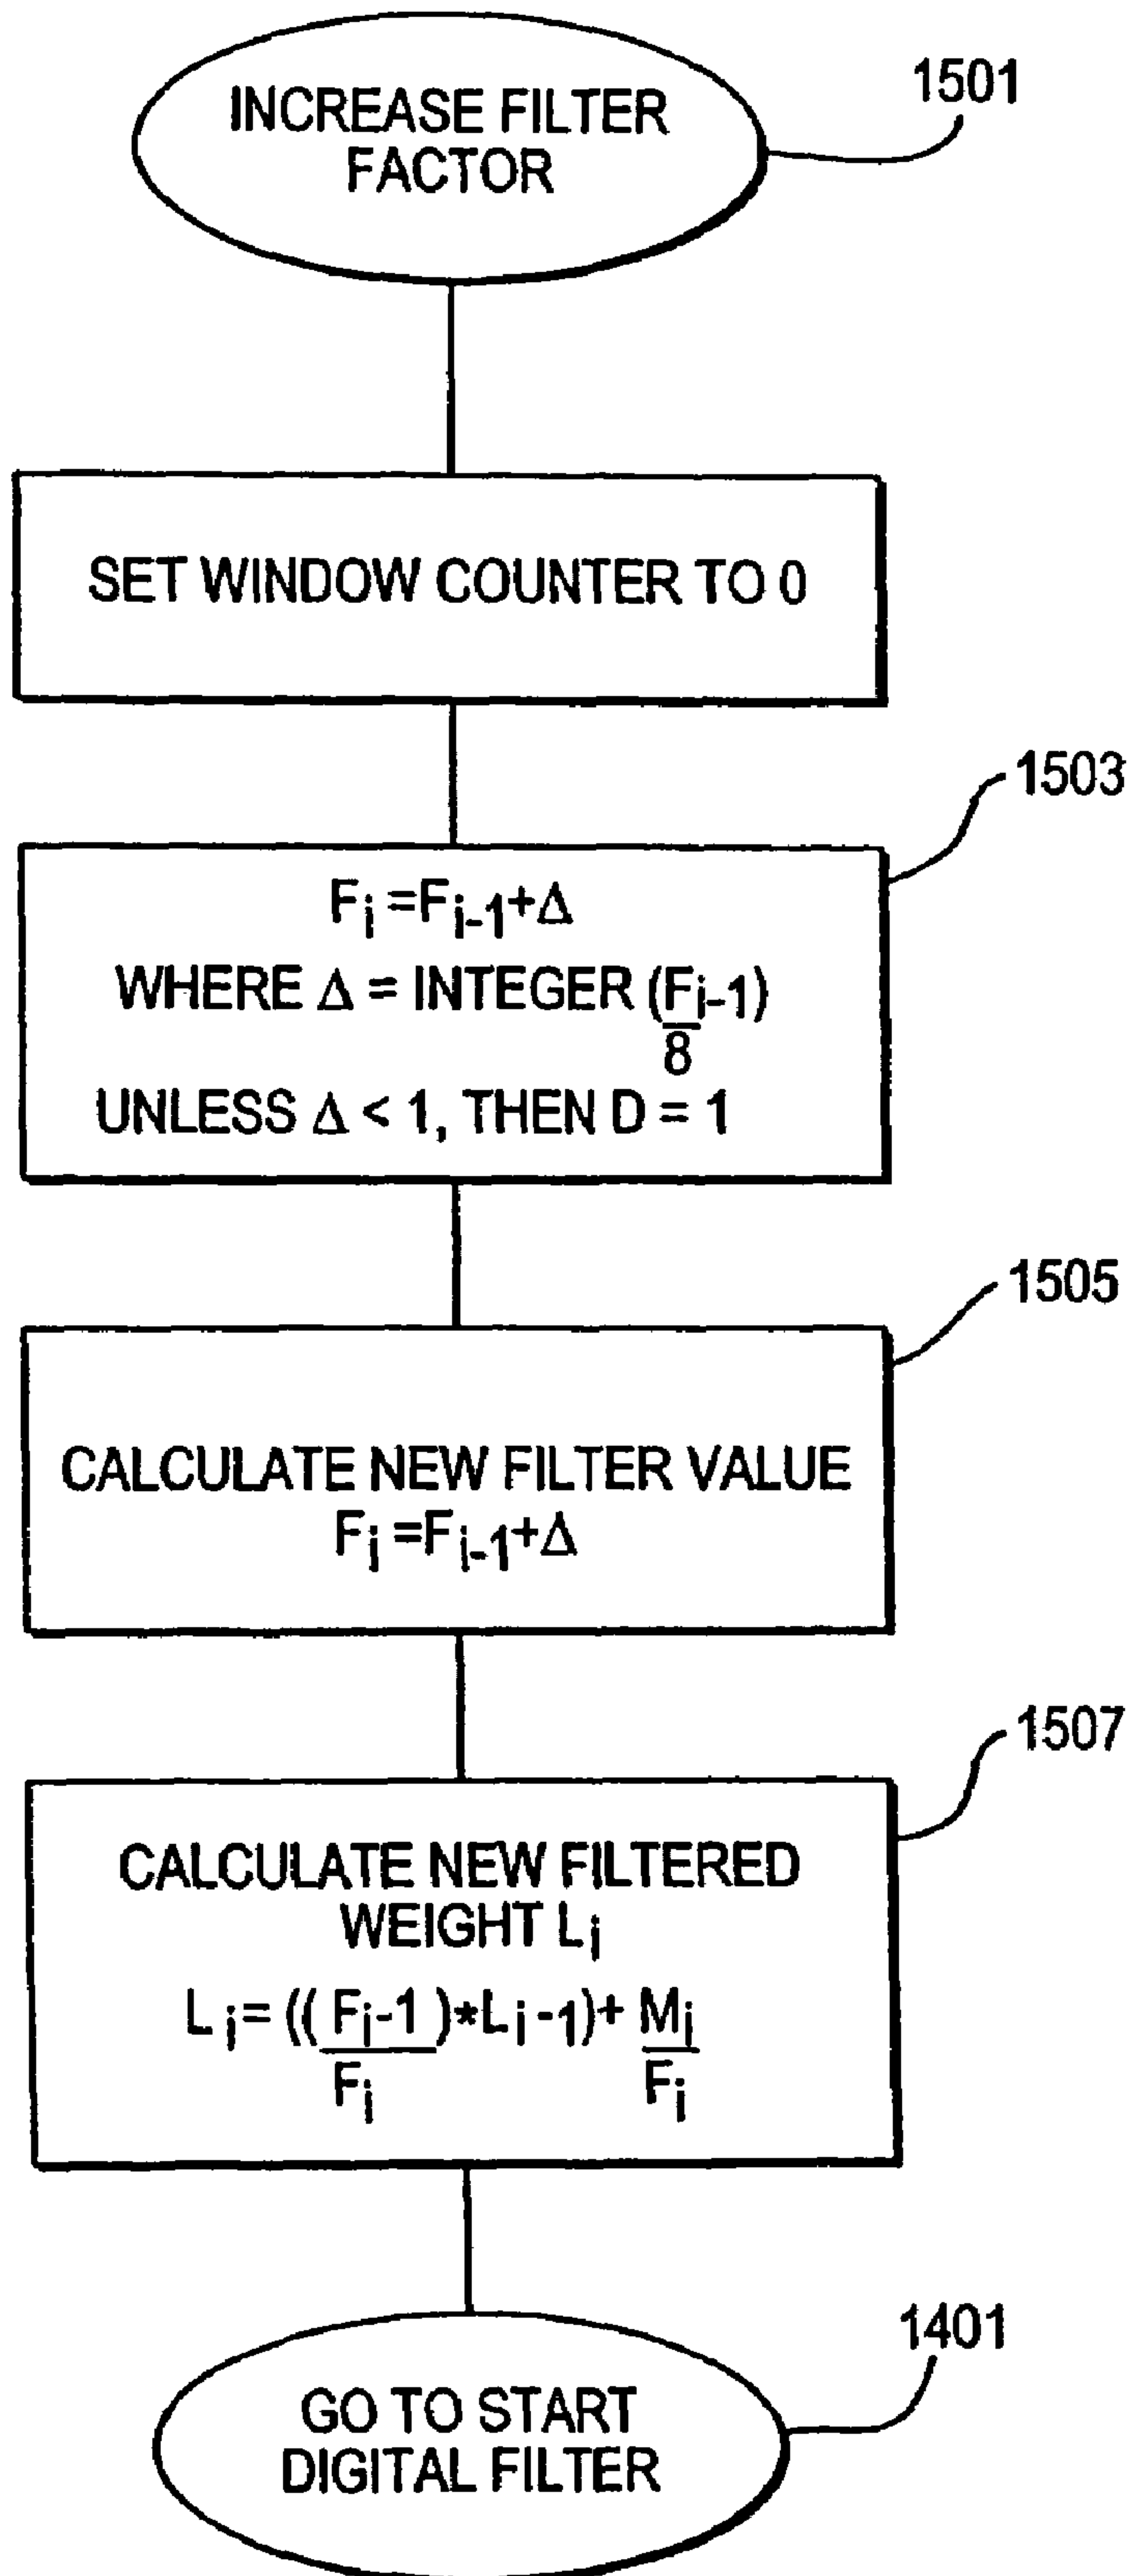 INCREASE FILTER
FACTOR
1501
SET WINDOW COUNTER TO 0
1503
Fᵢ =Fᵢ₋₁+Δ
WHERE Δ = INTEGER (Fᵢ-1)
8
UNLESS Δ < 1, THEN D = 1
1505
CALCULATE NEW FILTER VALUE
Fᵢ =Fᵢ₋₁+Δ
1507
CALCULATE NEW FILTERED
WEIGHT Lᵢ
Lᵢ = ((Fᵢ-1)*Lᵢ-1)+ Mᵢ
Fᵢ Fᵢ
1401
GO TO START
DIGITAL FILTER